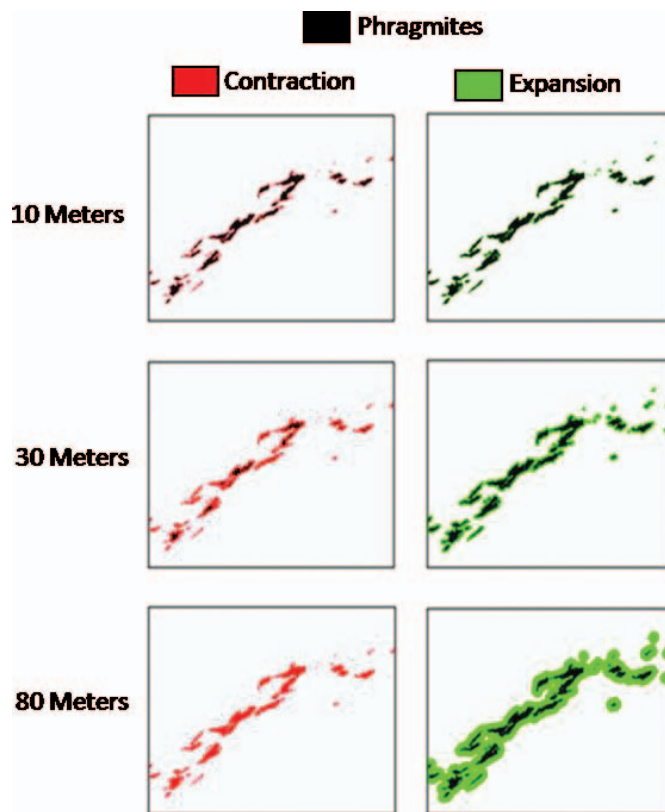 Phragmites
Contraction
Expansion
10 Meters
30 Meters
80 Meters